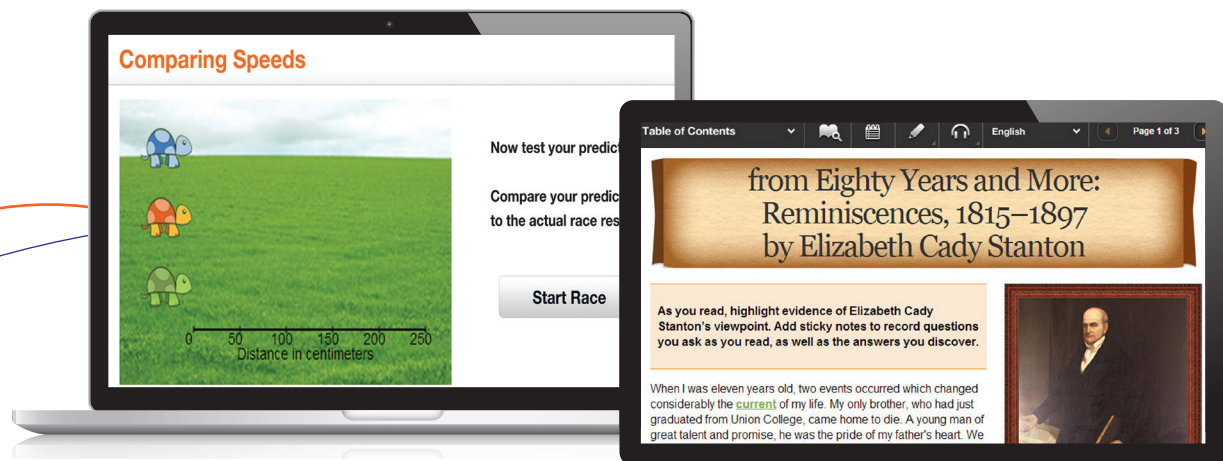 Comparing Speeds
Now test your
Compare your
to the actual race
Start Race
0 50 100 150 200 250
Distance in centimeters
Table of Contents
English
Page 1 of 3
from Eighty Years and More:
Reminiscences, 1815–1897
by Elizabeth Cady Stanton
As you read, highlight evidence of Elizabeth Cady
Stanton's viewpoint. Add sticky notes to record questions
you ask as you read, as well as the answers you discover.
When I was eleven years old, two events occurred which changed
considerably the current of my life. My only brother, who had just
graduated from Union College, came home to die. A young man of
great talent and promise, he was the pride of my father's heart. We